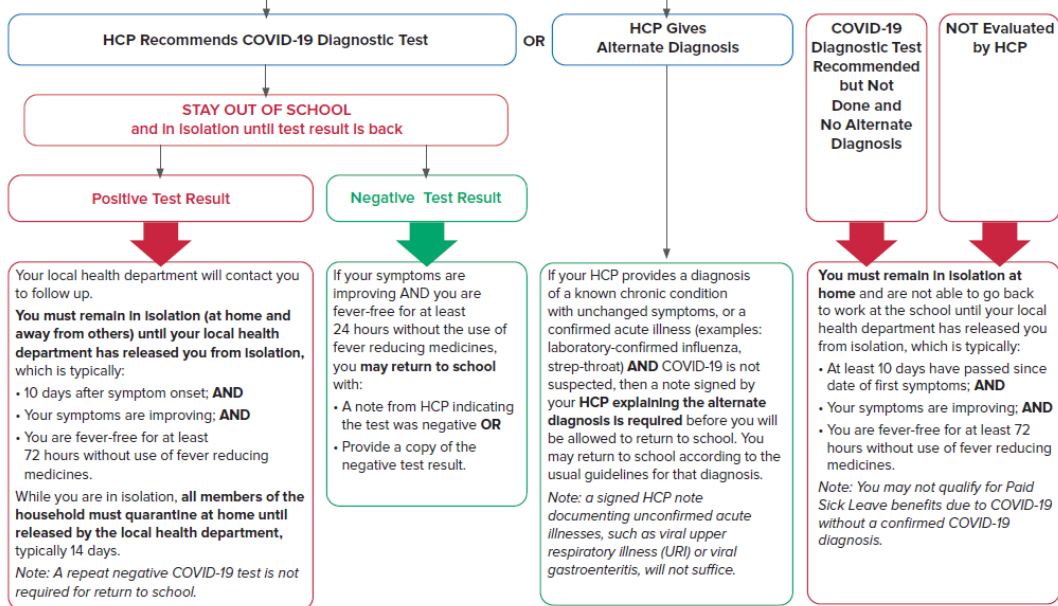 HCP Recommends COVID-19 Diagnostic Test
OR
HCP Gives
Alternate Diagnosis
COVID-19
Diagnostic Test
Recommended
but Not
Done and
No Alternate
Diagnosis
NOT Evaluated
by HCP
STAY OUT OF SCHOOL
and in isolation until test result is back
Positive Test Result
Negative Test Result
Your local health department will contact you
to follow up.
You must remain in isolation (at home and
away from others) until your local health
department has released you from isolation,
which is typically:
• 10 days after symptom onset; AND
• Your symptoms are improving; AND
• You are fever-free for at least
72 hours without use of fever reducing
medicines.
While you are in isolation, all members of the
household must quarantine at home until
released by the local health department,
typically 14 days.
Note: A repeat negative COVID-19 test is not
required for return to school.
If your symptoms are
improving AND you are
fever-free for at least
24 hours without the use of
fever reducing medicines,
you may return to school
with:
• A note from HCP indicating
the test was negative OR
• Provide a copy of the
negative test result.
If your HCP provides a diagnosis
of a known chronic condition
with unchanged symptoms, or a
confirmed acute illness (examples:
laboratory-confirmed influenza,
strep-throat) AND COVID-19 is not
suspected, then a note signed by
your HCP explaining the alternate
diagnosis is required before you will
be allowed to return to school. You
may return to school according to the
usual guidelines for that diagnosis.
Note: a signed HCP note
documenting unconfirmed acute
illnesses, such as viral upper
respiratory illness (URI) or viral
gastroenteritis, will not suffice.
You must remain in isolation at
home and are not able to go back
to work at the school until your local
health department has released you
from isolation, which is typically:
• At least 10 days have passed since
date of first symptoms; AND
• Your symptoms are improving; AND
• You are fever-free for at least 72
hours without use of fever reducing
medicines.
Note: You may not qualify for Paid
Sick Leave benefits due to COVID-19
without a confirmed COVID-19
diagnosis.